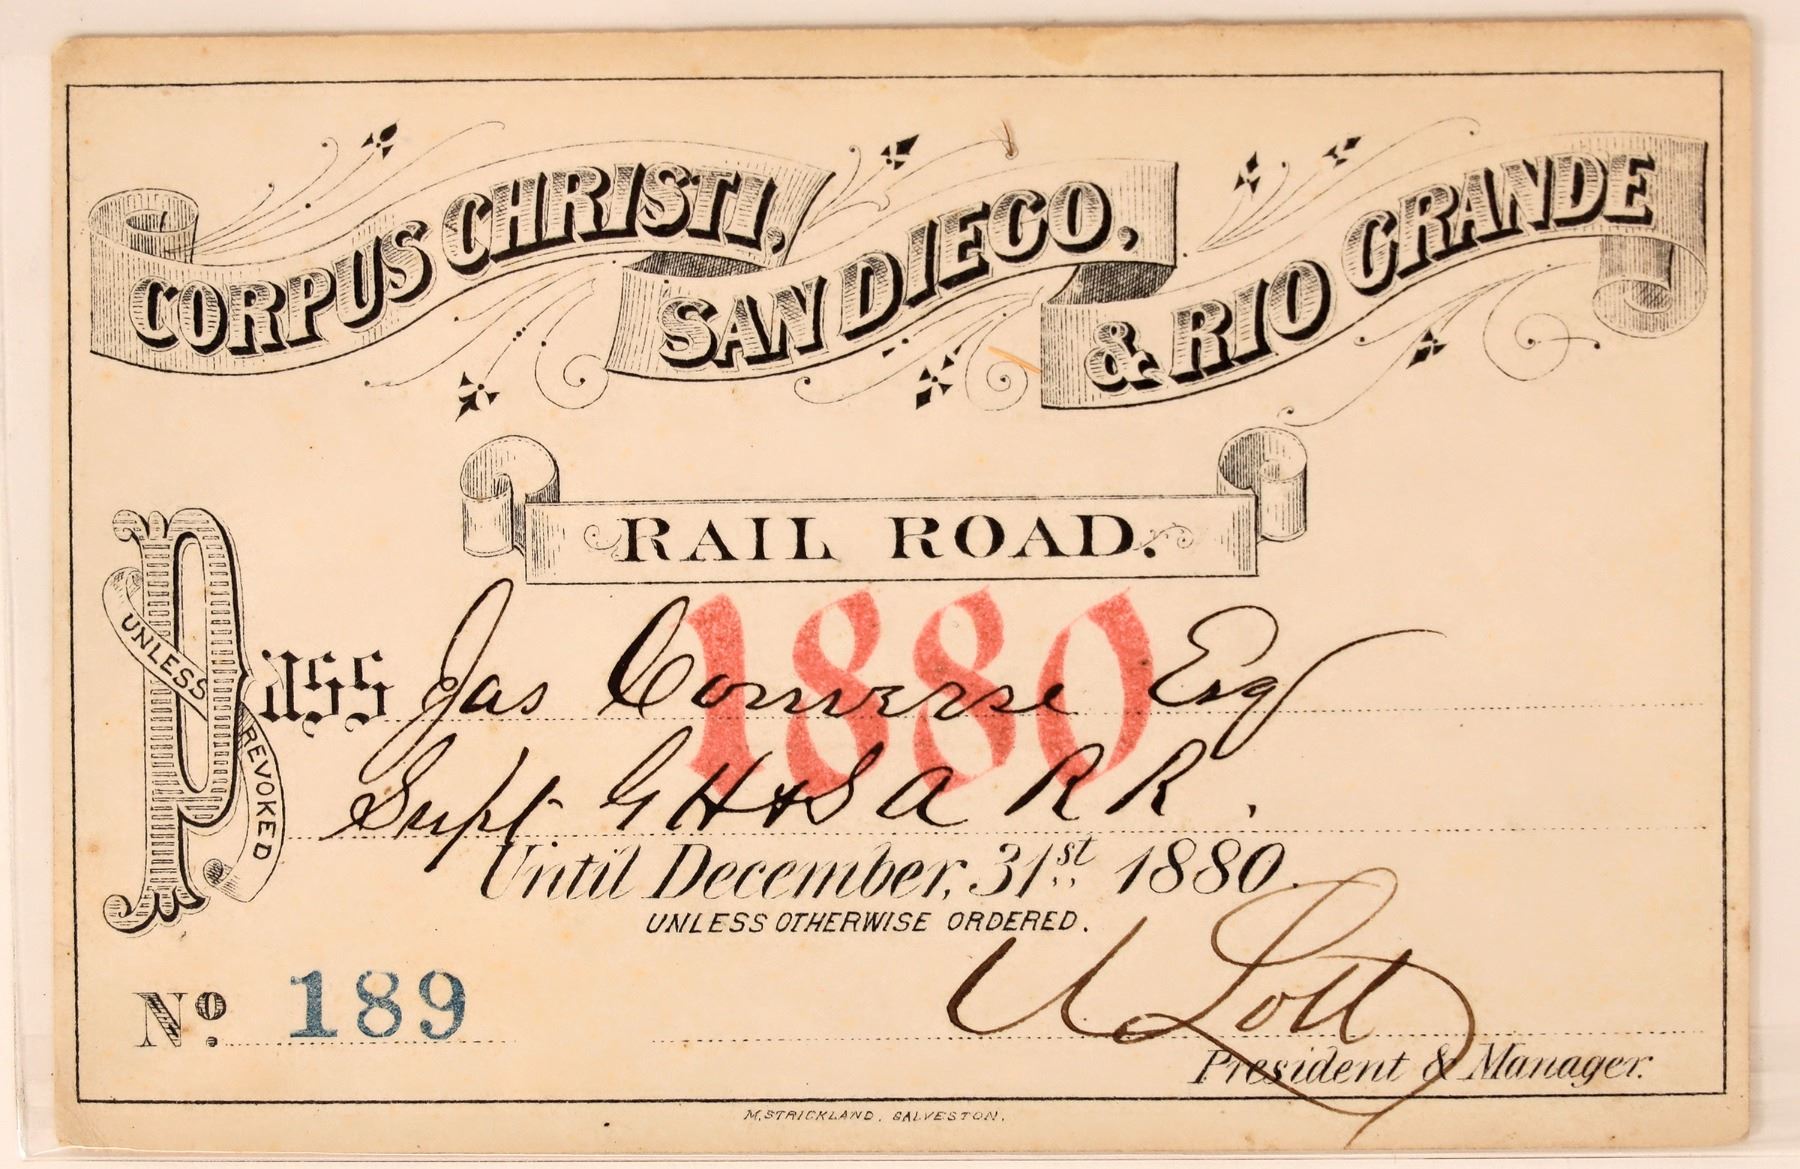 CORPUS CHRISTI, SAN DIEGO, & RIO GRANDE
RAIL ROAD.
1880
Pass Jas Converse Esq
UNLESS REVOKED
Supt G H & S A R R.
Until December, 31st 1880.
UNLESS OTHERWISE ORDERED.
No. 189
U Lott
President & Manager.
M. STRICKLAND. GALVESTON.